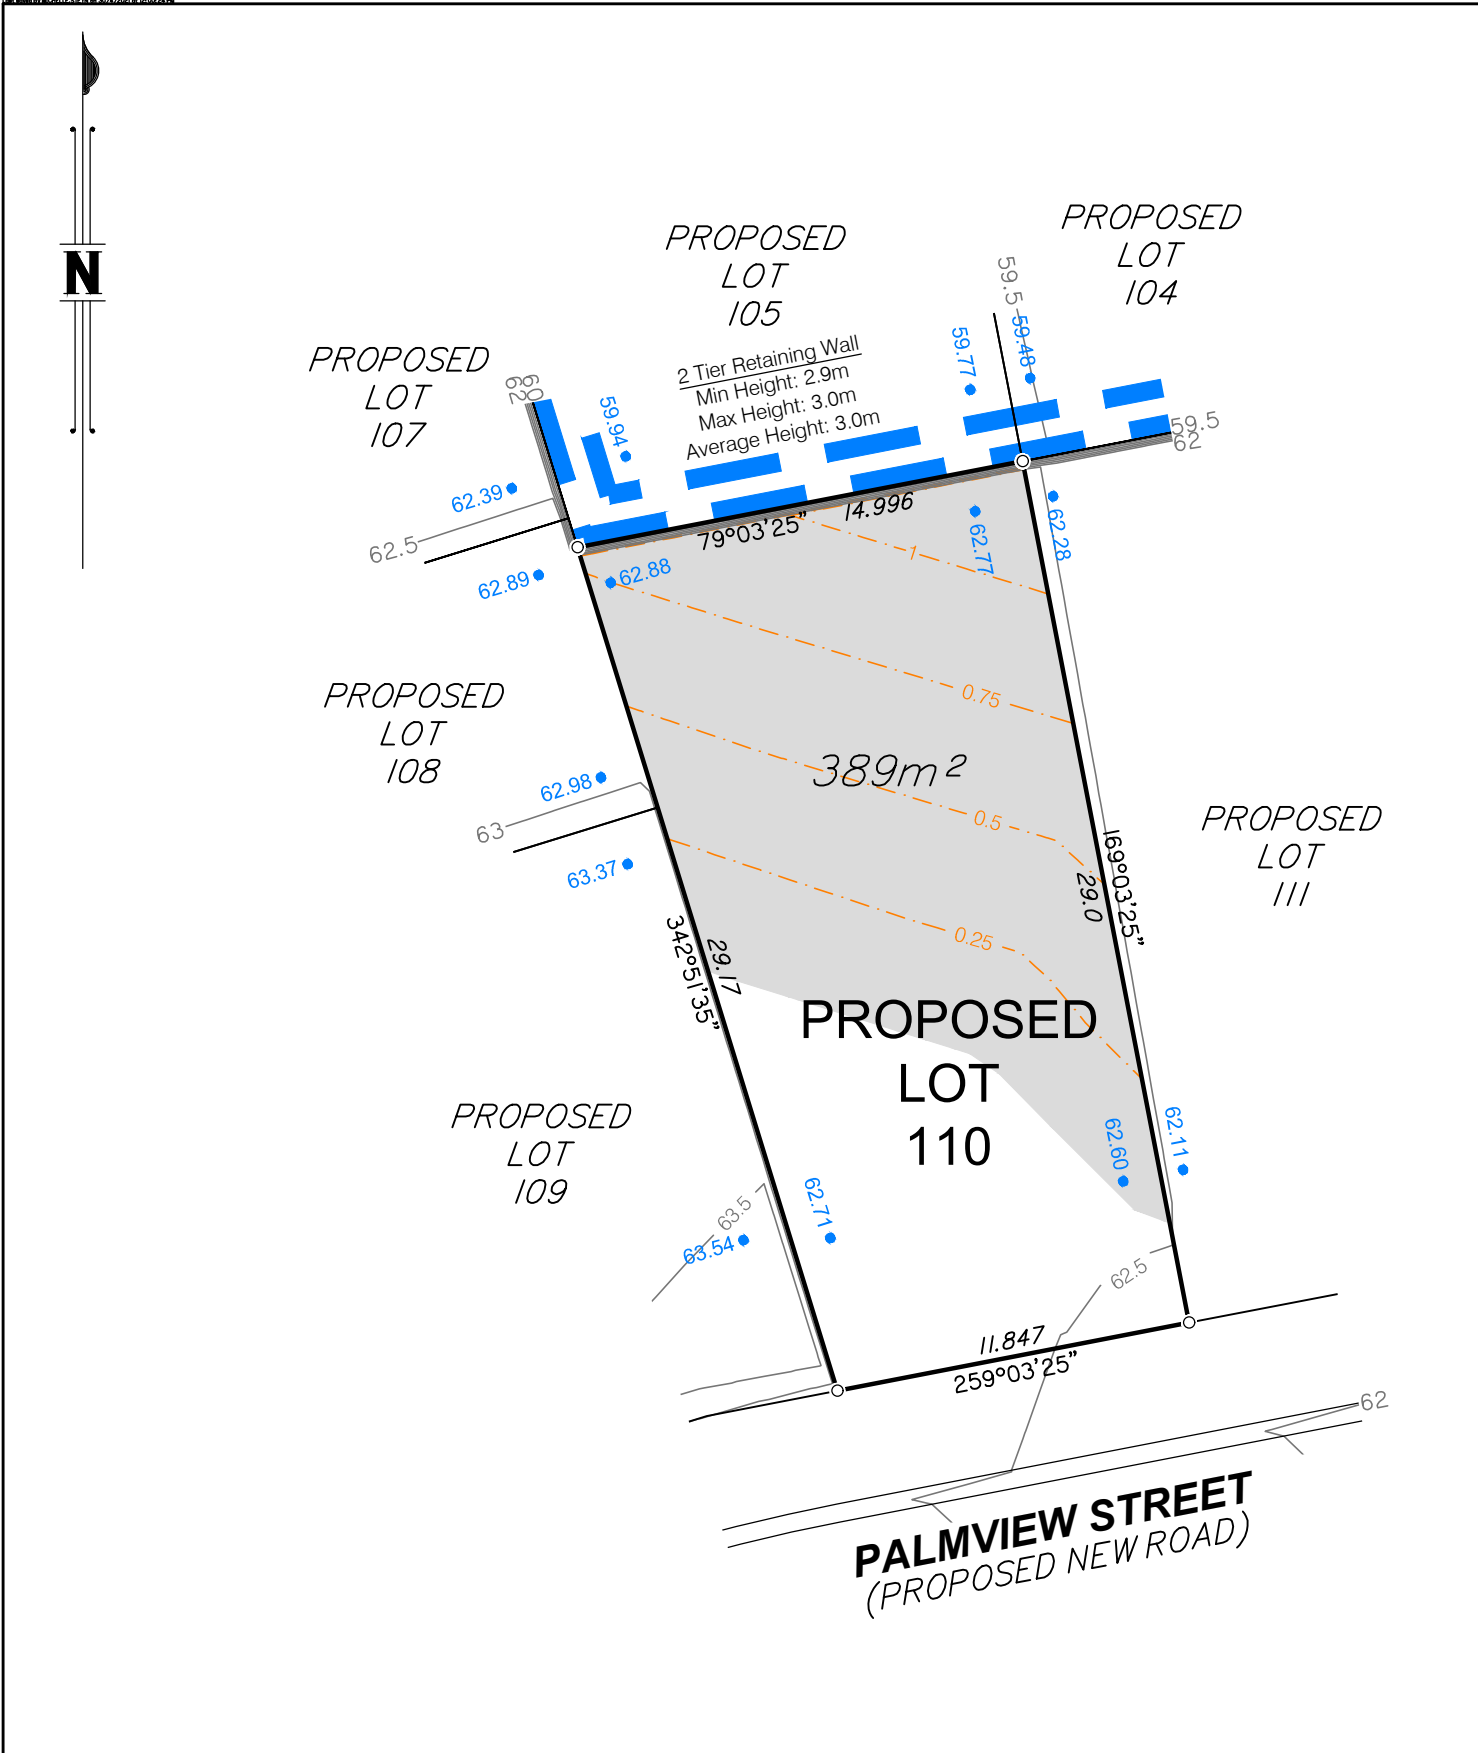 N
PROPOSED
LOT
105
PROPOSED
LOT
104
PROPOSED
LOT
107
2 Tier Retaining Wall
Min Height: 2.9m
Max Height: 3.0m
Average Height: 3.0m
59.5
59.48
59.77
59.94
60
62
59.5
62
62.39
62.5
14.996
79°03'25"
62.77
62.28
62.89
62.88
1
0.75
PROPOSED
LOT
108
389m²
62.98
0.5
63
63.37
PROPOSED
LOT
111
169°03'25"
29.0
0.25
29.17
342°51'35"
PROPOSED
LOT
110
PROPOSED
LOT
109
62.60
62.11
62.71
63.5
63.54
62.5
11.847
259°03'25"
62
PALMVIEW STREET
(PROPOSED NEW ROAD)